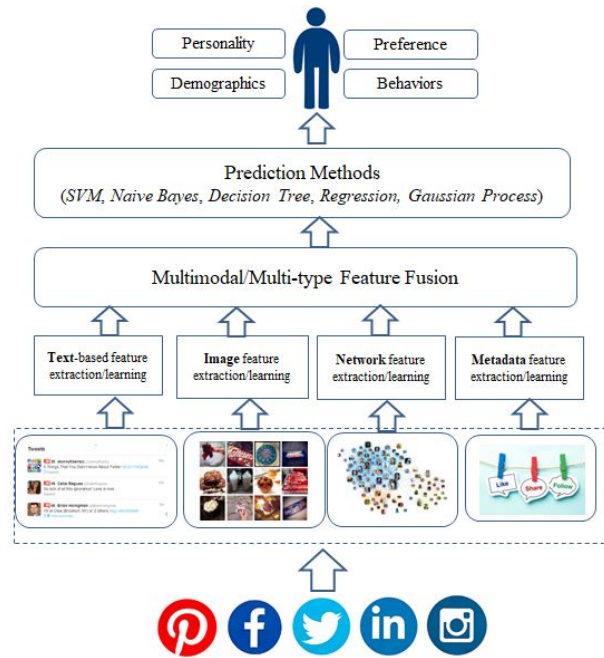 Personality
Preference
Demographics
Behaviors
Prediction Methods
(SVM, Naive Bayes, Decision Tree, Regression, Gaussian Process)
Multimodal/Multi-type Feature Fusion
Text-based feature
extraction/learning
Image feature
extraction/learning
Network feature
extraction/learning
Metadata feature
extraction/learning
Tweets
Like
Share
Follow
in